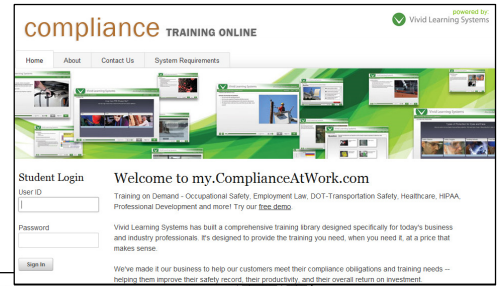 powered by:
compliance TRAINING ONLINE
Vivid Learning Systems
Home About Contact Us System Requirements
Student Login
User ID
Password
Sign In
Welcome to my.ComplianceAtWork.com
Training on Demand - Occupational Safety, Employment Law, DOT-Transportation Safety, Healthcare, HIPAA,
Professional Development and more! Try our free demo
Vivid Learning Systems has built a comprehensive training library designed specifically for today's business
and industry professionals. It's designed to provide the training you need, when you need it, at a price that
makes sense.
We've made it our business to help our customers meet their compliance obligations and training needs --
helping them improve their safety record, their productivity, and their overall return on investment.